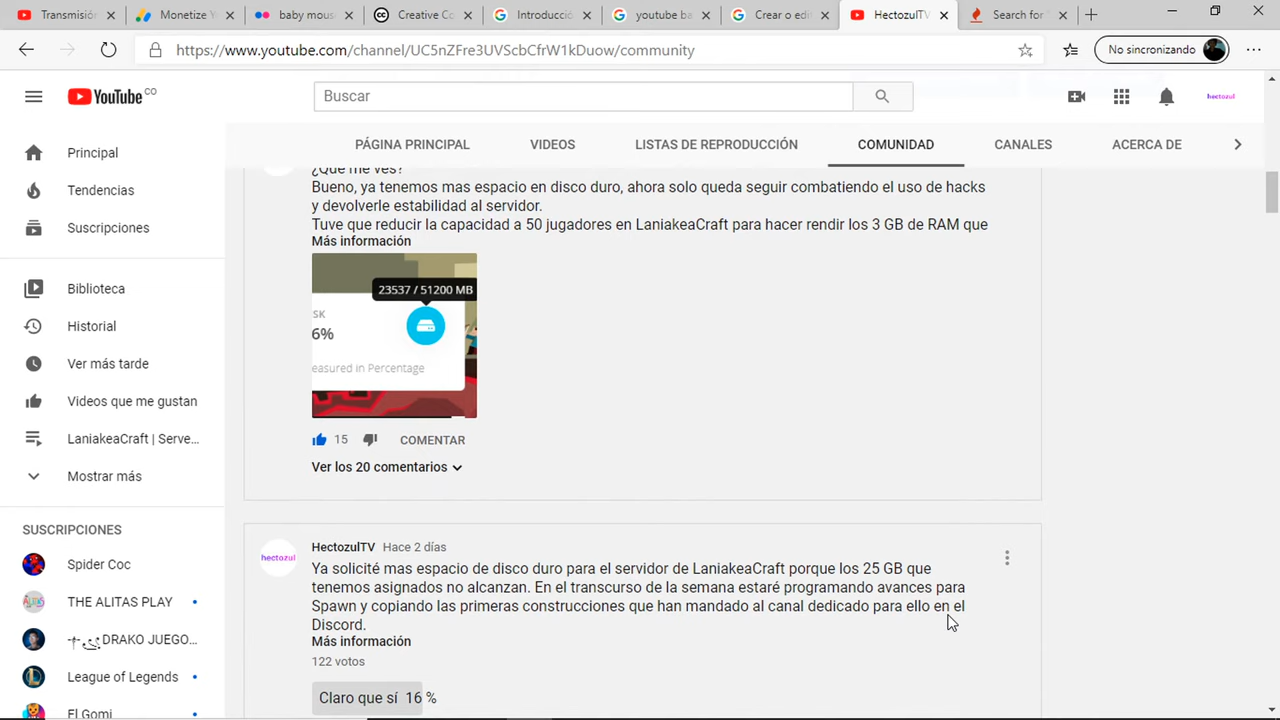 Transmisión
Monetize Y
baby mous
Creative Co
Introducció
youtube ba
Crear o edi
HectozulTV
Search for
https://www.youtube.com/channel/UC5nZFre3UVScbCfrW1kDuow/community
No sincronizando
YouTube CO
Buscar
hectozul
PÁGINA PRINCIPAL
VIDEOS
LISTAS DE REPRODUCCIÓN
COMUNIDAD
CANALES
ACERCA DE
Principal
Tendencias
Suscripciones
Biblioteca
Historial
Ver más tarde
Videos que me gustan
LaniakeaCraft | Serve...
Mostrar más
SUSCRIPCIONES
Spider Coc
THE ALITAS PLAY
DRAKO JUEGO...
League of Legends
El Gomi
¿Que me ves?
Bueno, ya tenemos mas espacio en disco duro, ahora solo queda seguir combatiendo el uso de hacks
y devolverle estabilidad al servidor.
Tuve que reducir la capacidad a 50 jugadores en LaniakeaCraft para hacer rendir los 3 GB de RAM que
Más información
23537 / 51200 MB
SK
6%
easured in Percentage
15
COMENTAR
Ver los 20 comentarios
hectozul
HectozulTV Hace 2 días
Ya solicité mas espacio de disco duro para el servidor de LaniakeaCraft porque los 25 GB que
tenemos asignados no alcanzan. En el transcurso de la semana estaré programando avances para
Spawn y copiando las primeras construcciones que han mandado al canal dedicado para ello en el
Discord.
Más información
122 votos
Claro que sí 16 %